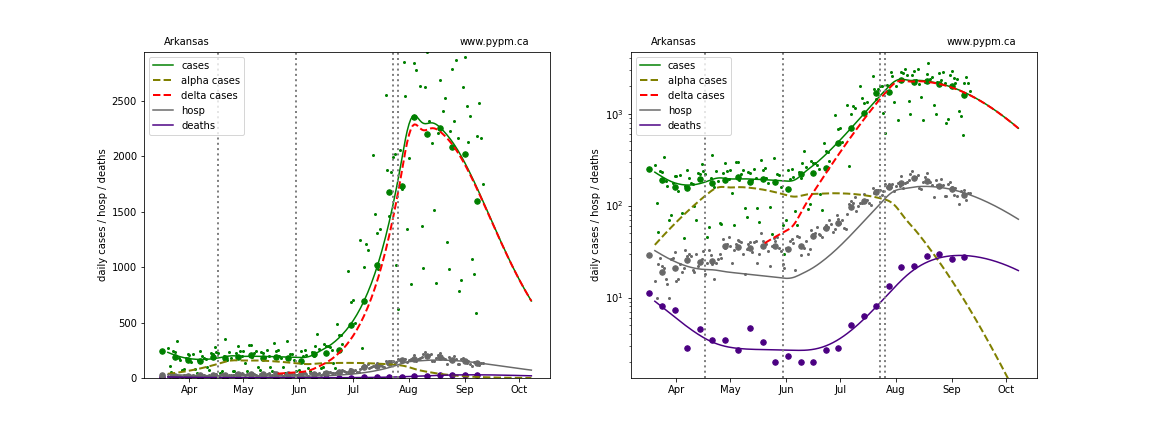 Arkansas
www.pypm.ca
cases
alpha cases
delta cases
hosp
deaths
daily cases / hosp / deaths
2500
2000
1500
1000
500
0
Apr May Jun Jul Aug Sep Oct
Arkansas
www.pypm.ca
cases
alpha cases
delta cases
hosp
deaths
daily cases / hosp / deaths
10³
10²
10¹
Apr May Jun Jul Aug Sep Oct